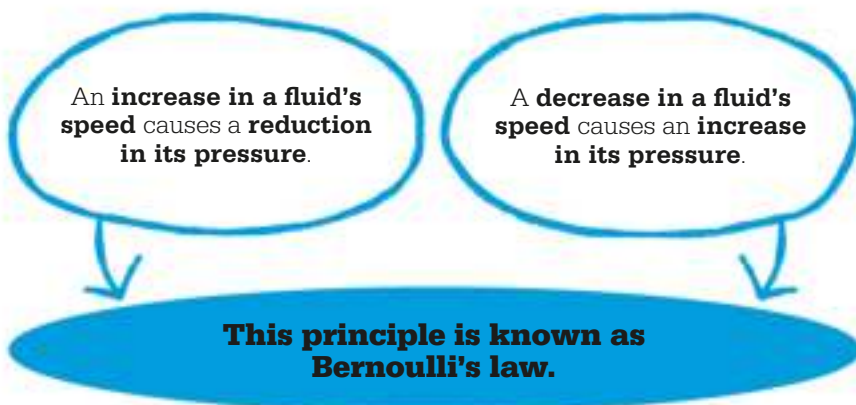 An increase in a fluid's
speed causes a reduction
in its pressure.
A decrease in a fluid's
speed causes an increase
in its pressure.
This principle is known as
Bernoulli's law.